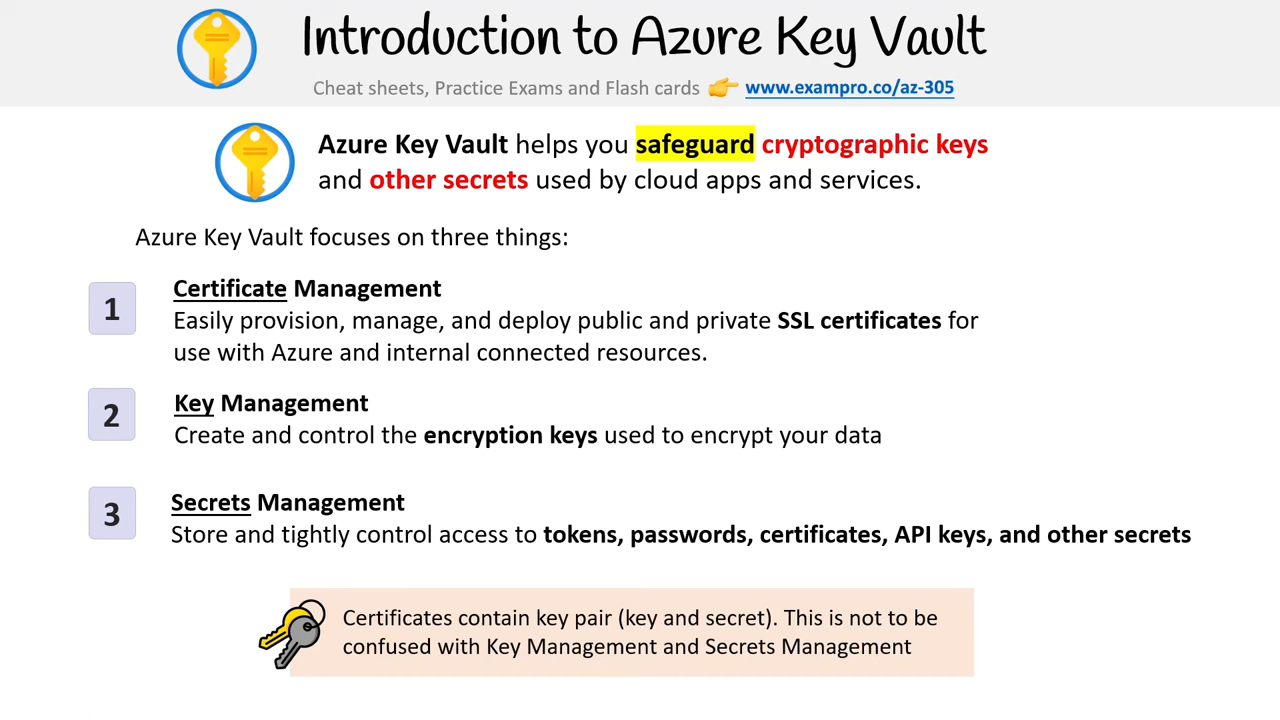 Introduction to Azure Key Vault
Cheat sheets, Practice Exams and Flash cards 👉 www.exampro.co/az-305
Azure Key Vault helps you safeguard cryptographic keys
and other secrets used by cloud apps and services.
Azure Key Vault focuses on three things:
1
Certificate Management
Easily provision, manage, and deploy public and private SSL certificates for
use with Azure and internal connected resources.
2
Key Management
Create and control the encryption keys used to encrypt your data
3
Secrets Management
Store and tightly control access to tokens, passwords, certificates, API keys, and other secrets
Certificates contain key pair (key and secret). This is not to be
confused with Key Management and Secrets Management